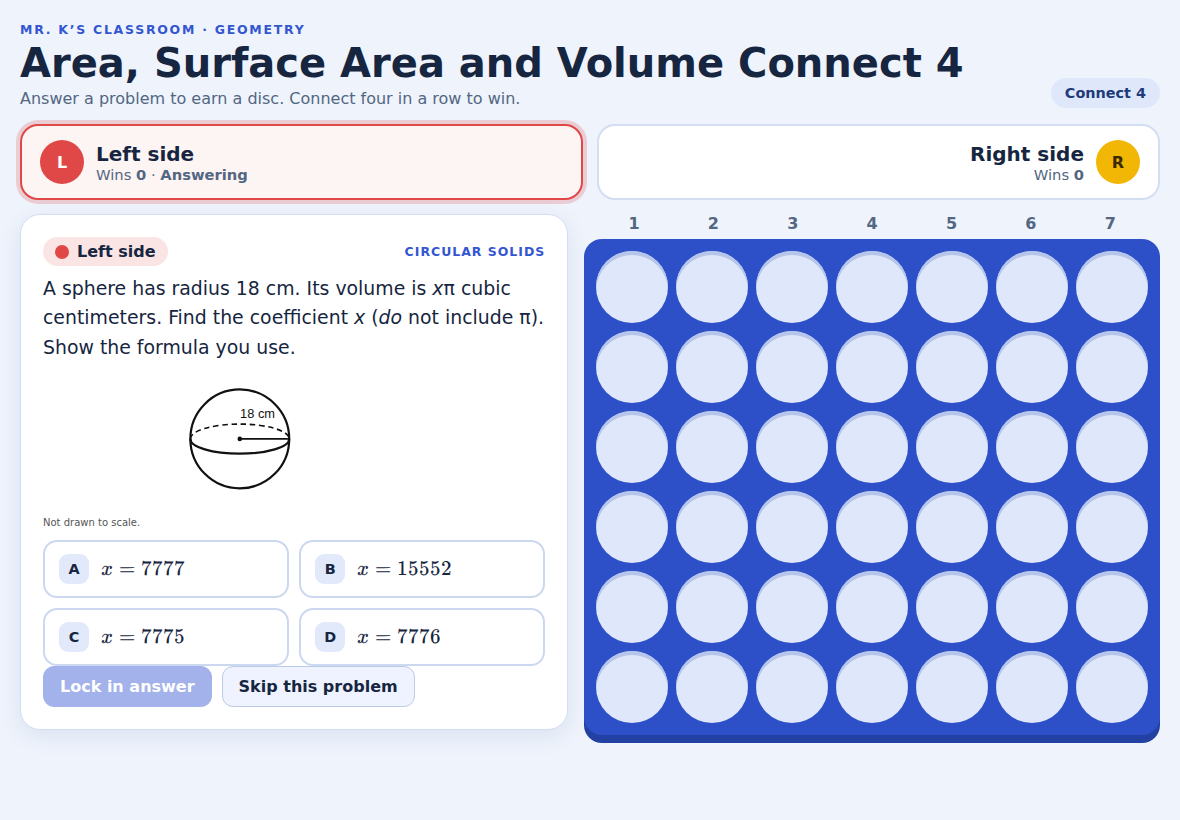 MR. K’S CLASSROOM · GEOMETRY
Area, Surface Area and Volume Connect 4
Answer a problem to earn a disc. Connect four in a row to win.
Connect 4
L
Left side
Wins 0 · Answering
Right side
Wins 0
R
Left side
CIRCULAR SOLIDS
A sphere has radius 18 cm. Its volume is xπ cubic
centimeters. Find the coefficient x (do not include π).
Show the formula you use.
18 cm
Not drawn to scale.
A x = 7777
B x = 15552
C x = 7775
D x = 7776
Lock in answer
Skip this problem
1 2 3 4 5 6 7